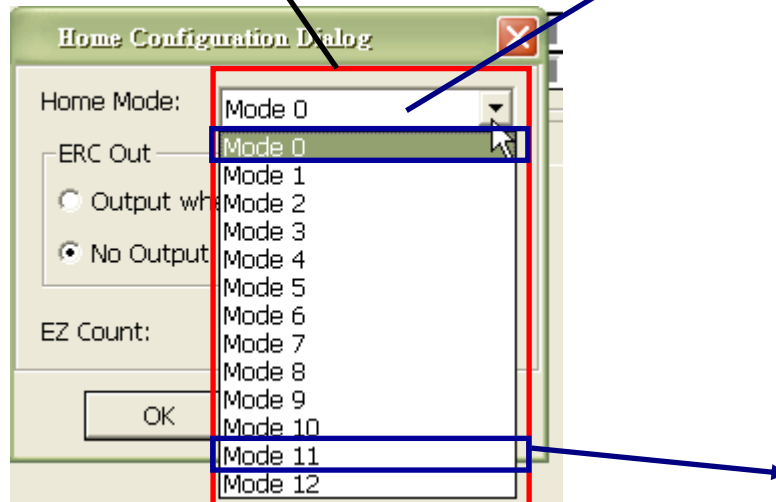 Home Configuration Dialog
Home Mode:
Mode 0
ERC Out
Mode 0
Mode 1
Output
Mode 2
Mode 3
No Output
Mode 4
Mode 5
Mode 6
EZ Count:
Mode 7
Mode 8
Mode 9
OK
Mode 10
Mode 11
Mode 12